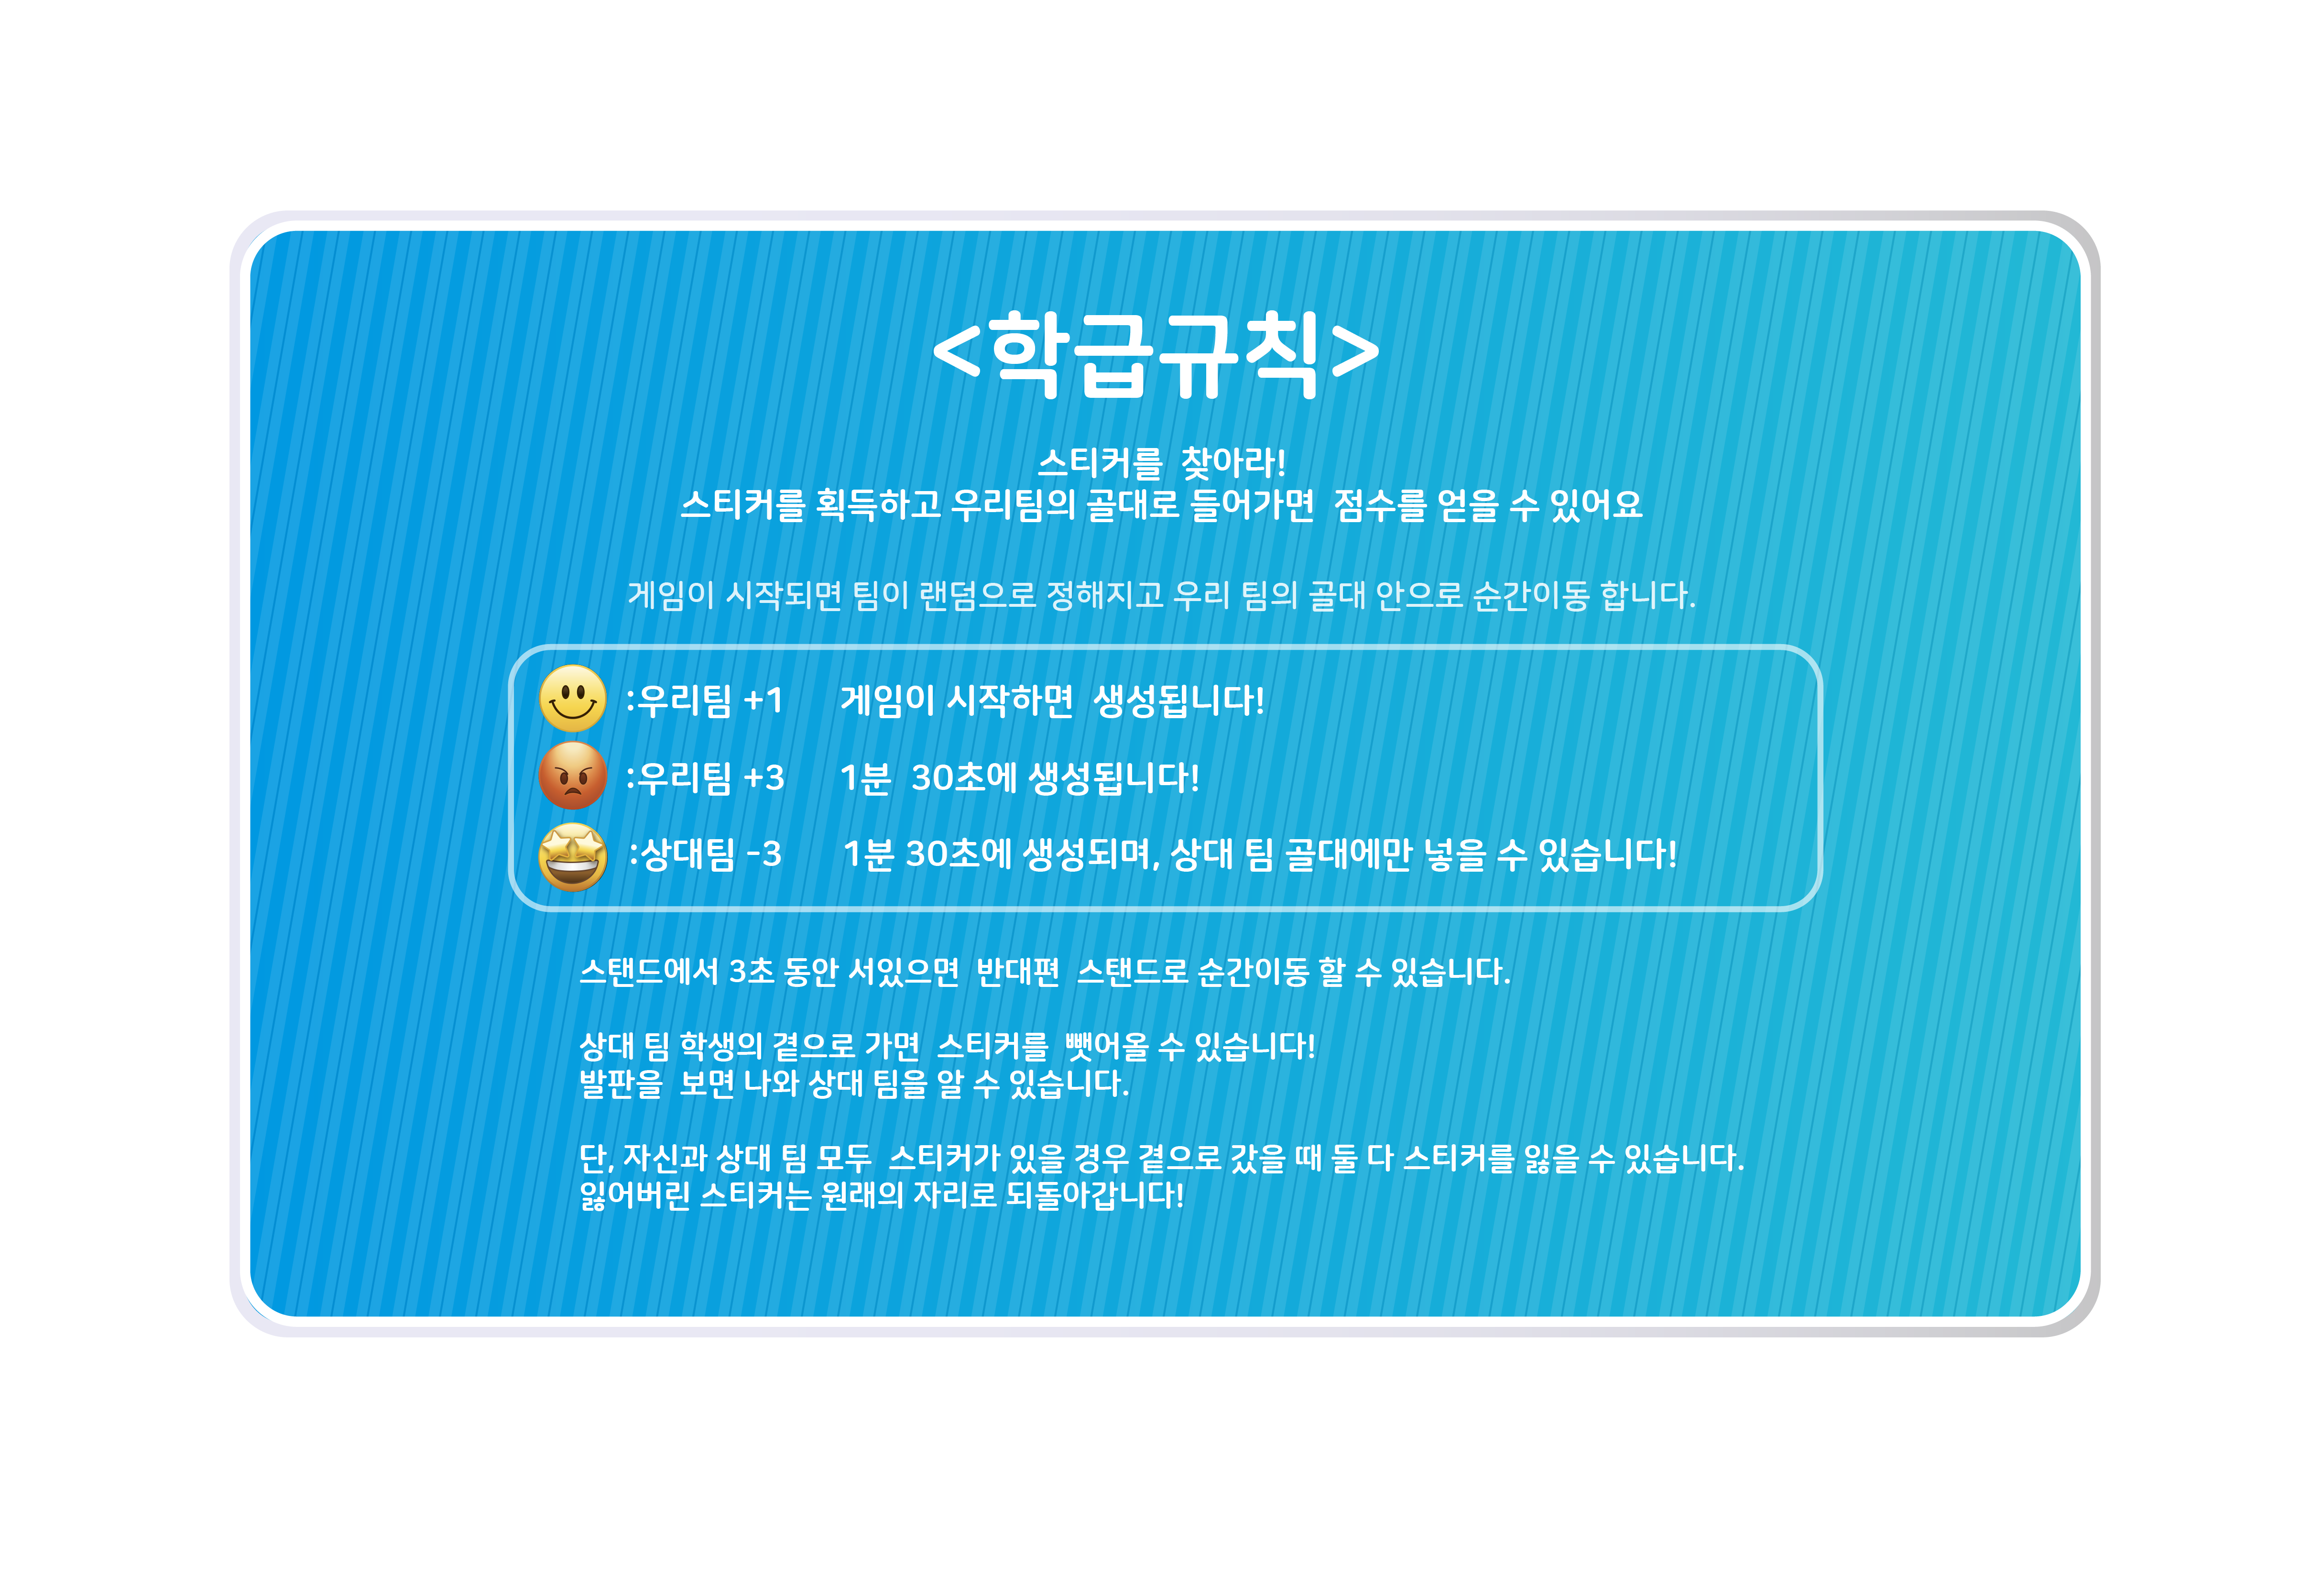 <학급규칙>
스티커를 찾아라!
스티커를 획득하고 우리팀의 골대로 들어가면 점수를 얻을 수 있어요
게임이 시작되면 팀이 랜덤으로 정해지고 우리 팀의 골대 안으로 순간이동 합니다.
:우리팀 +1 게임이 시작하면 생성됩니다!
:우리팀 +3 1분 30초에 생성됩니다!
:상대팀 -3 1분 30초에 생성되며, 상대 팀 골대에만 넣을 수 있습니다!
스탠드에서 3초 동안 서있으면 반대편 스탠드로 순간이동 할 수 있습니다.
상대 팀 학생의 곁으로 가면 스티커를 뺏어올 수 있습니다!
발판을 보면 나와 상대 팀을 알 수 있습니다.
단, 자신과 상대 팀 모두 스티커가 있을 경우 곁으로 갔을 때 둘 다 스티커를 잃을 수 있습니다.
잃어버린 스티커는 원래의 자리로 되돌아갑니다!